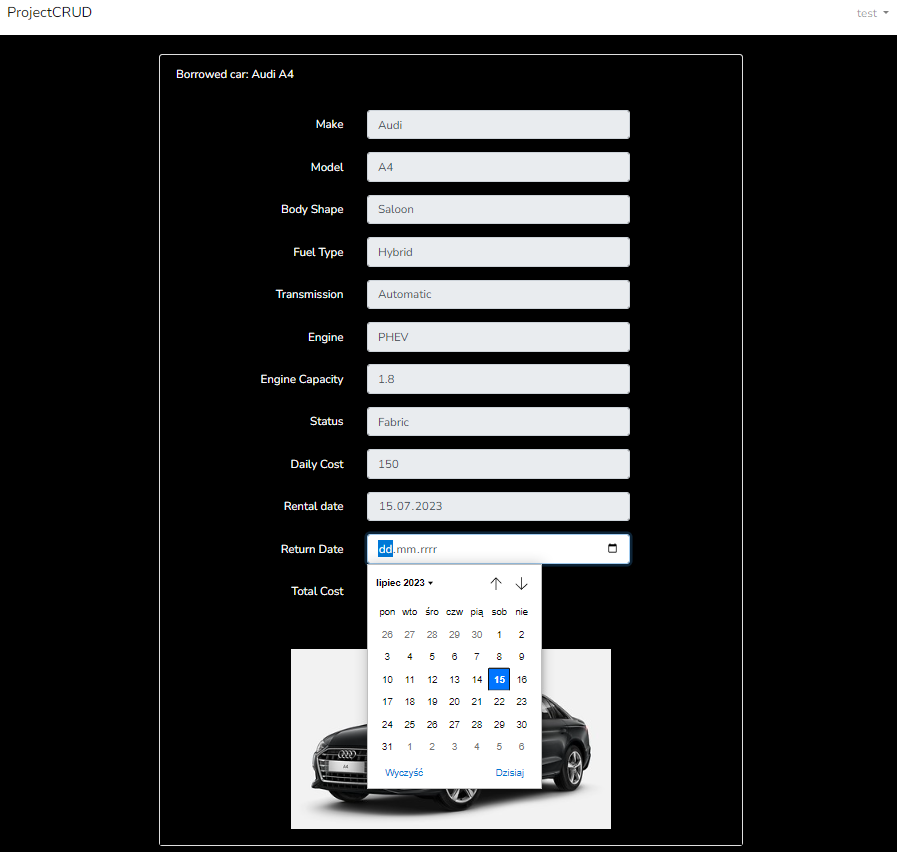 ProjectCRUD
test
Borrowed car: Audi A4
Make Audi
Model A4
Body Shape Saloon
Fuel Type Hybrid
Transmission Automatic
Engine PHEV
Engine Capacity 1.8
Status Fabric
Daily Cost 150
Rental date 15.07.2023
Return Date dd.mm.rrrr
Total Cost
lipiec 2023
pon wto śro czw pią sob nie
26 27 28 29 30 1 2
3 4 5 6 7 8 9
10 11 12 13 14 15 16
17 18 19 20 21 22 23
24 25 26 27 28 29 30
31 1 2 3 4 5 6
Wyczyść Dzisiaj
A4